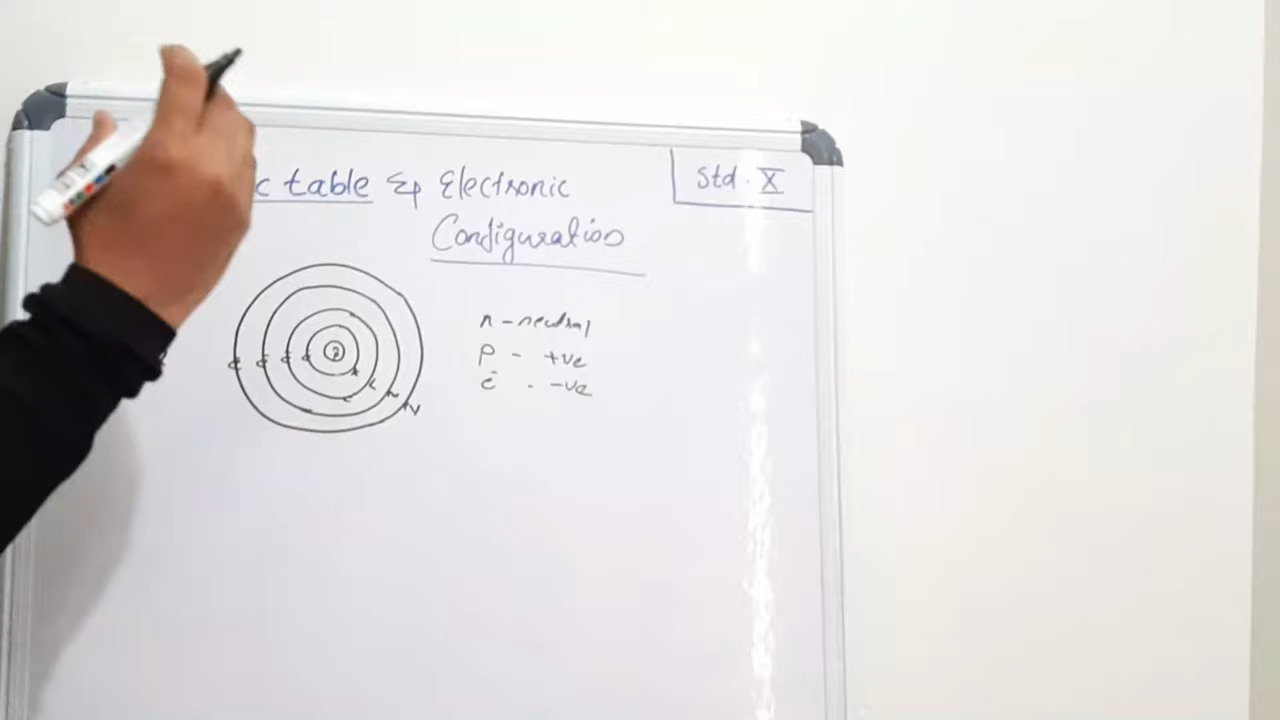 c table & Electronic
Std. X
Configuration
n - neutral
p - +ve
e̅ - -ve
K
L
M
N